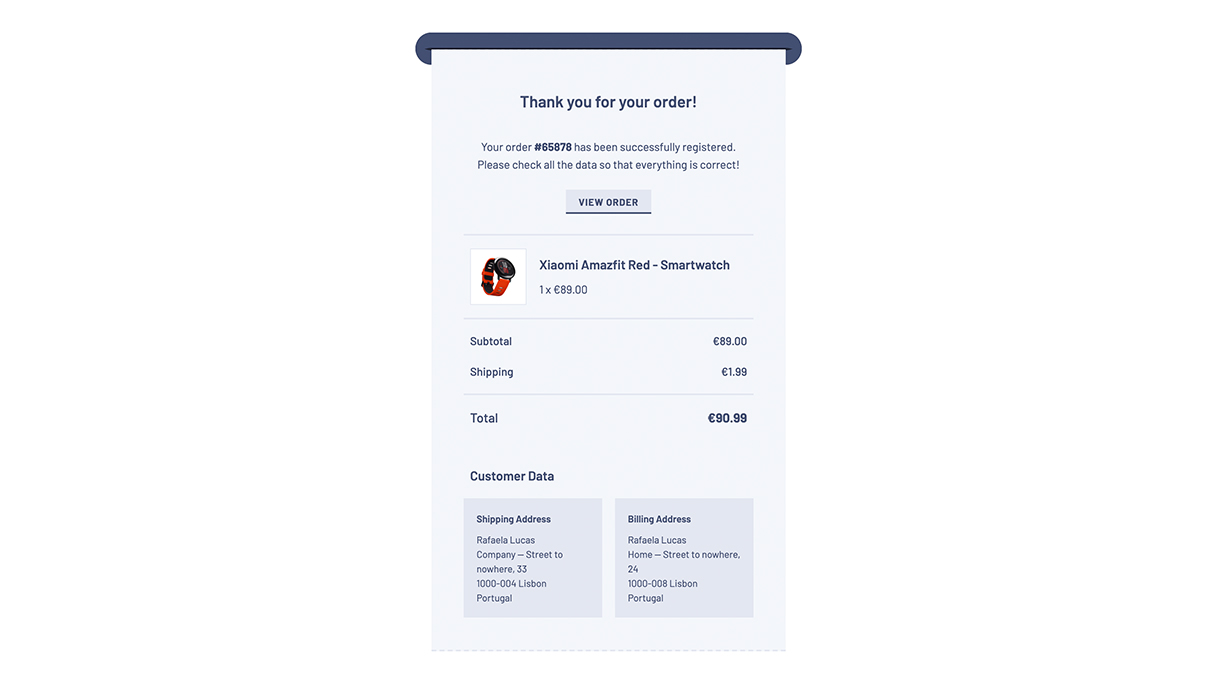 Thank you for your order!
Your order #65878 has been successfully registered.
Please check all the data so that everything is correct!
VIEW ORDER
Xiaomi Amazfit Red - Smartwatch
1 x €89.00
Subtotal €89.00
Shipping €1.99
Total €90.99
Customer Data
Shipping Address
Rafaela Lucas
Company — Street to
nowhere, 33
1000-004 Lisbon
Portugal
Billing Address
Rafaela Lucas
Home — Street to nowhere,
24
1000-008 Lisbon
Portugal